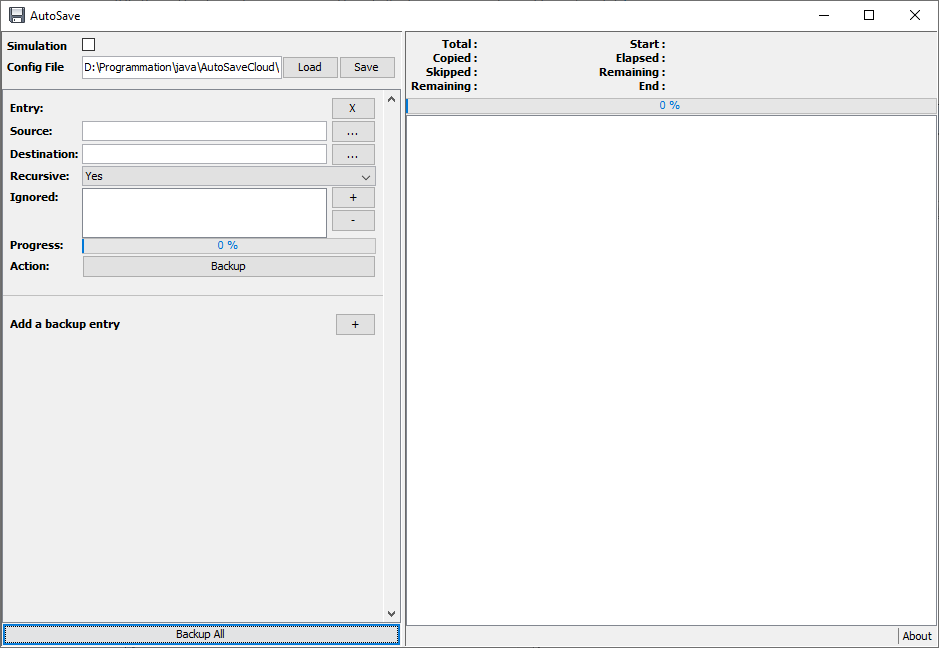 AutoSave
Simulation
Config File D:\Programmation\java\AutoSaveCloud\ Load Save
Entry: X
Source: ...
Destination: ...
Recursive: Yes
Ignored: +
-
Progress: 0 %
Action: Backup
Add a backup entry +
Backup All
Total : Start :
Copied : Elapsed :
Skipped : Remaining :
Remaining : End :
0 %
About